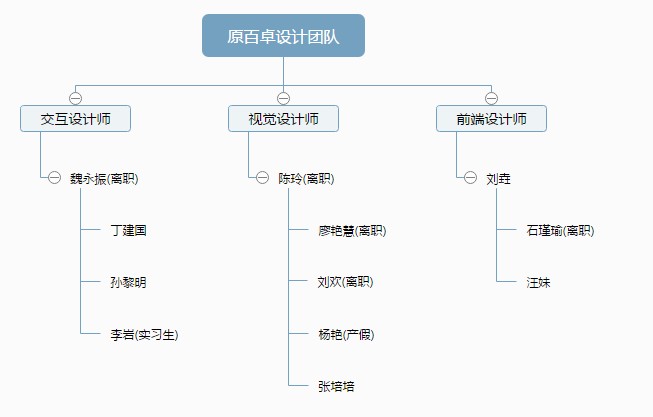 原百卓设计团队
交互设计师
视觉设计师
前端设计师
魏永振(离职)
陈玲(离职)
刘垚
丁建国
廖艳慧(离职)
石瑾瑜(离职)
孙黎明
刘欢(离职)
汪妹
李岩(实习生)
杨艳(产假)
张培培